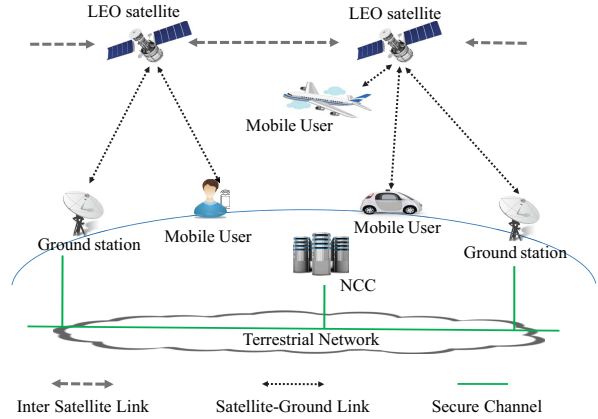 LEO satellite
LEO satellite
Mobile User
Ground station
Mobile User
Mobile User
Ground station
NCC
Terrestrial Network
Inter Satellite Link
Satellite-Ground Link
Secure Channel